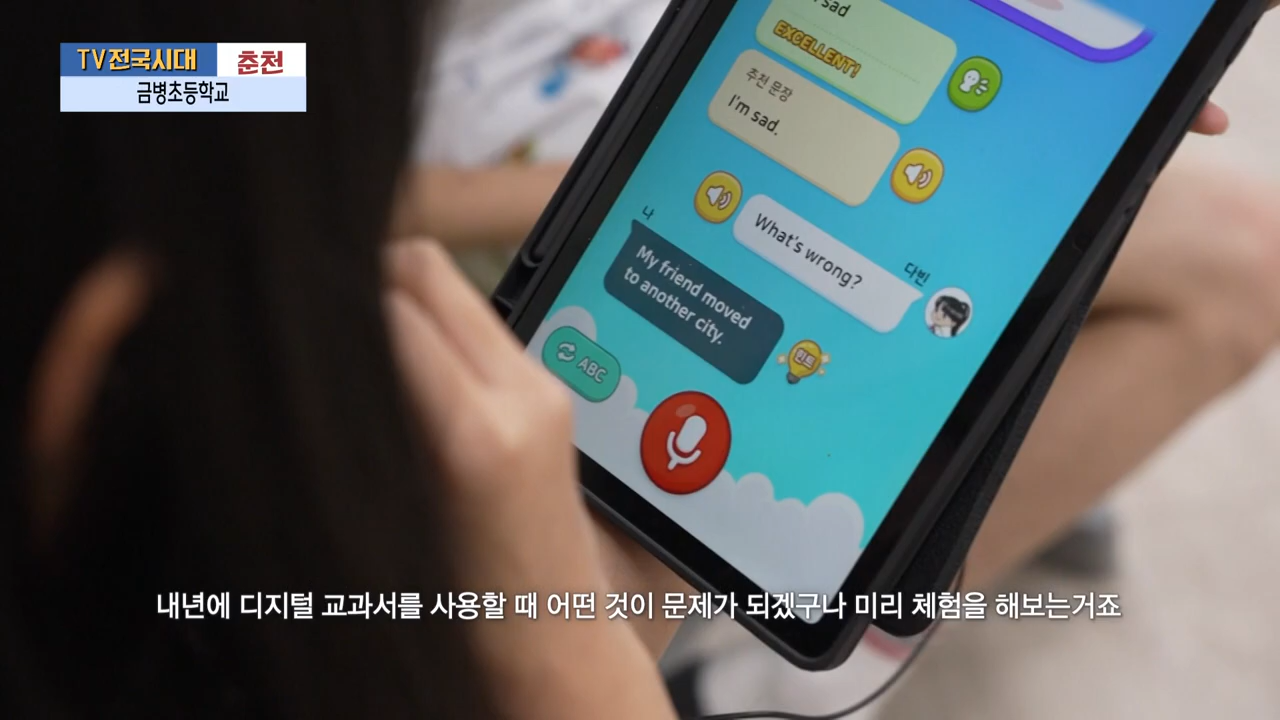 TV전국시대 춘천
금병초등학교
sad
EXCELLENT!
추천 문장
I'm sad.
What's wrong?
다빈
나
My friend moved
to another city.
힌트
ABC
내년에 디지털 교과서를 사용할 때 어떤 것이 문제가 되겠구나 미리 체험을 해보는거죠